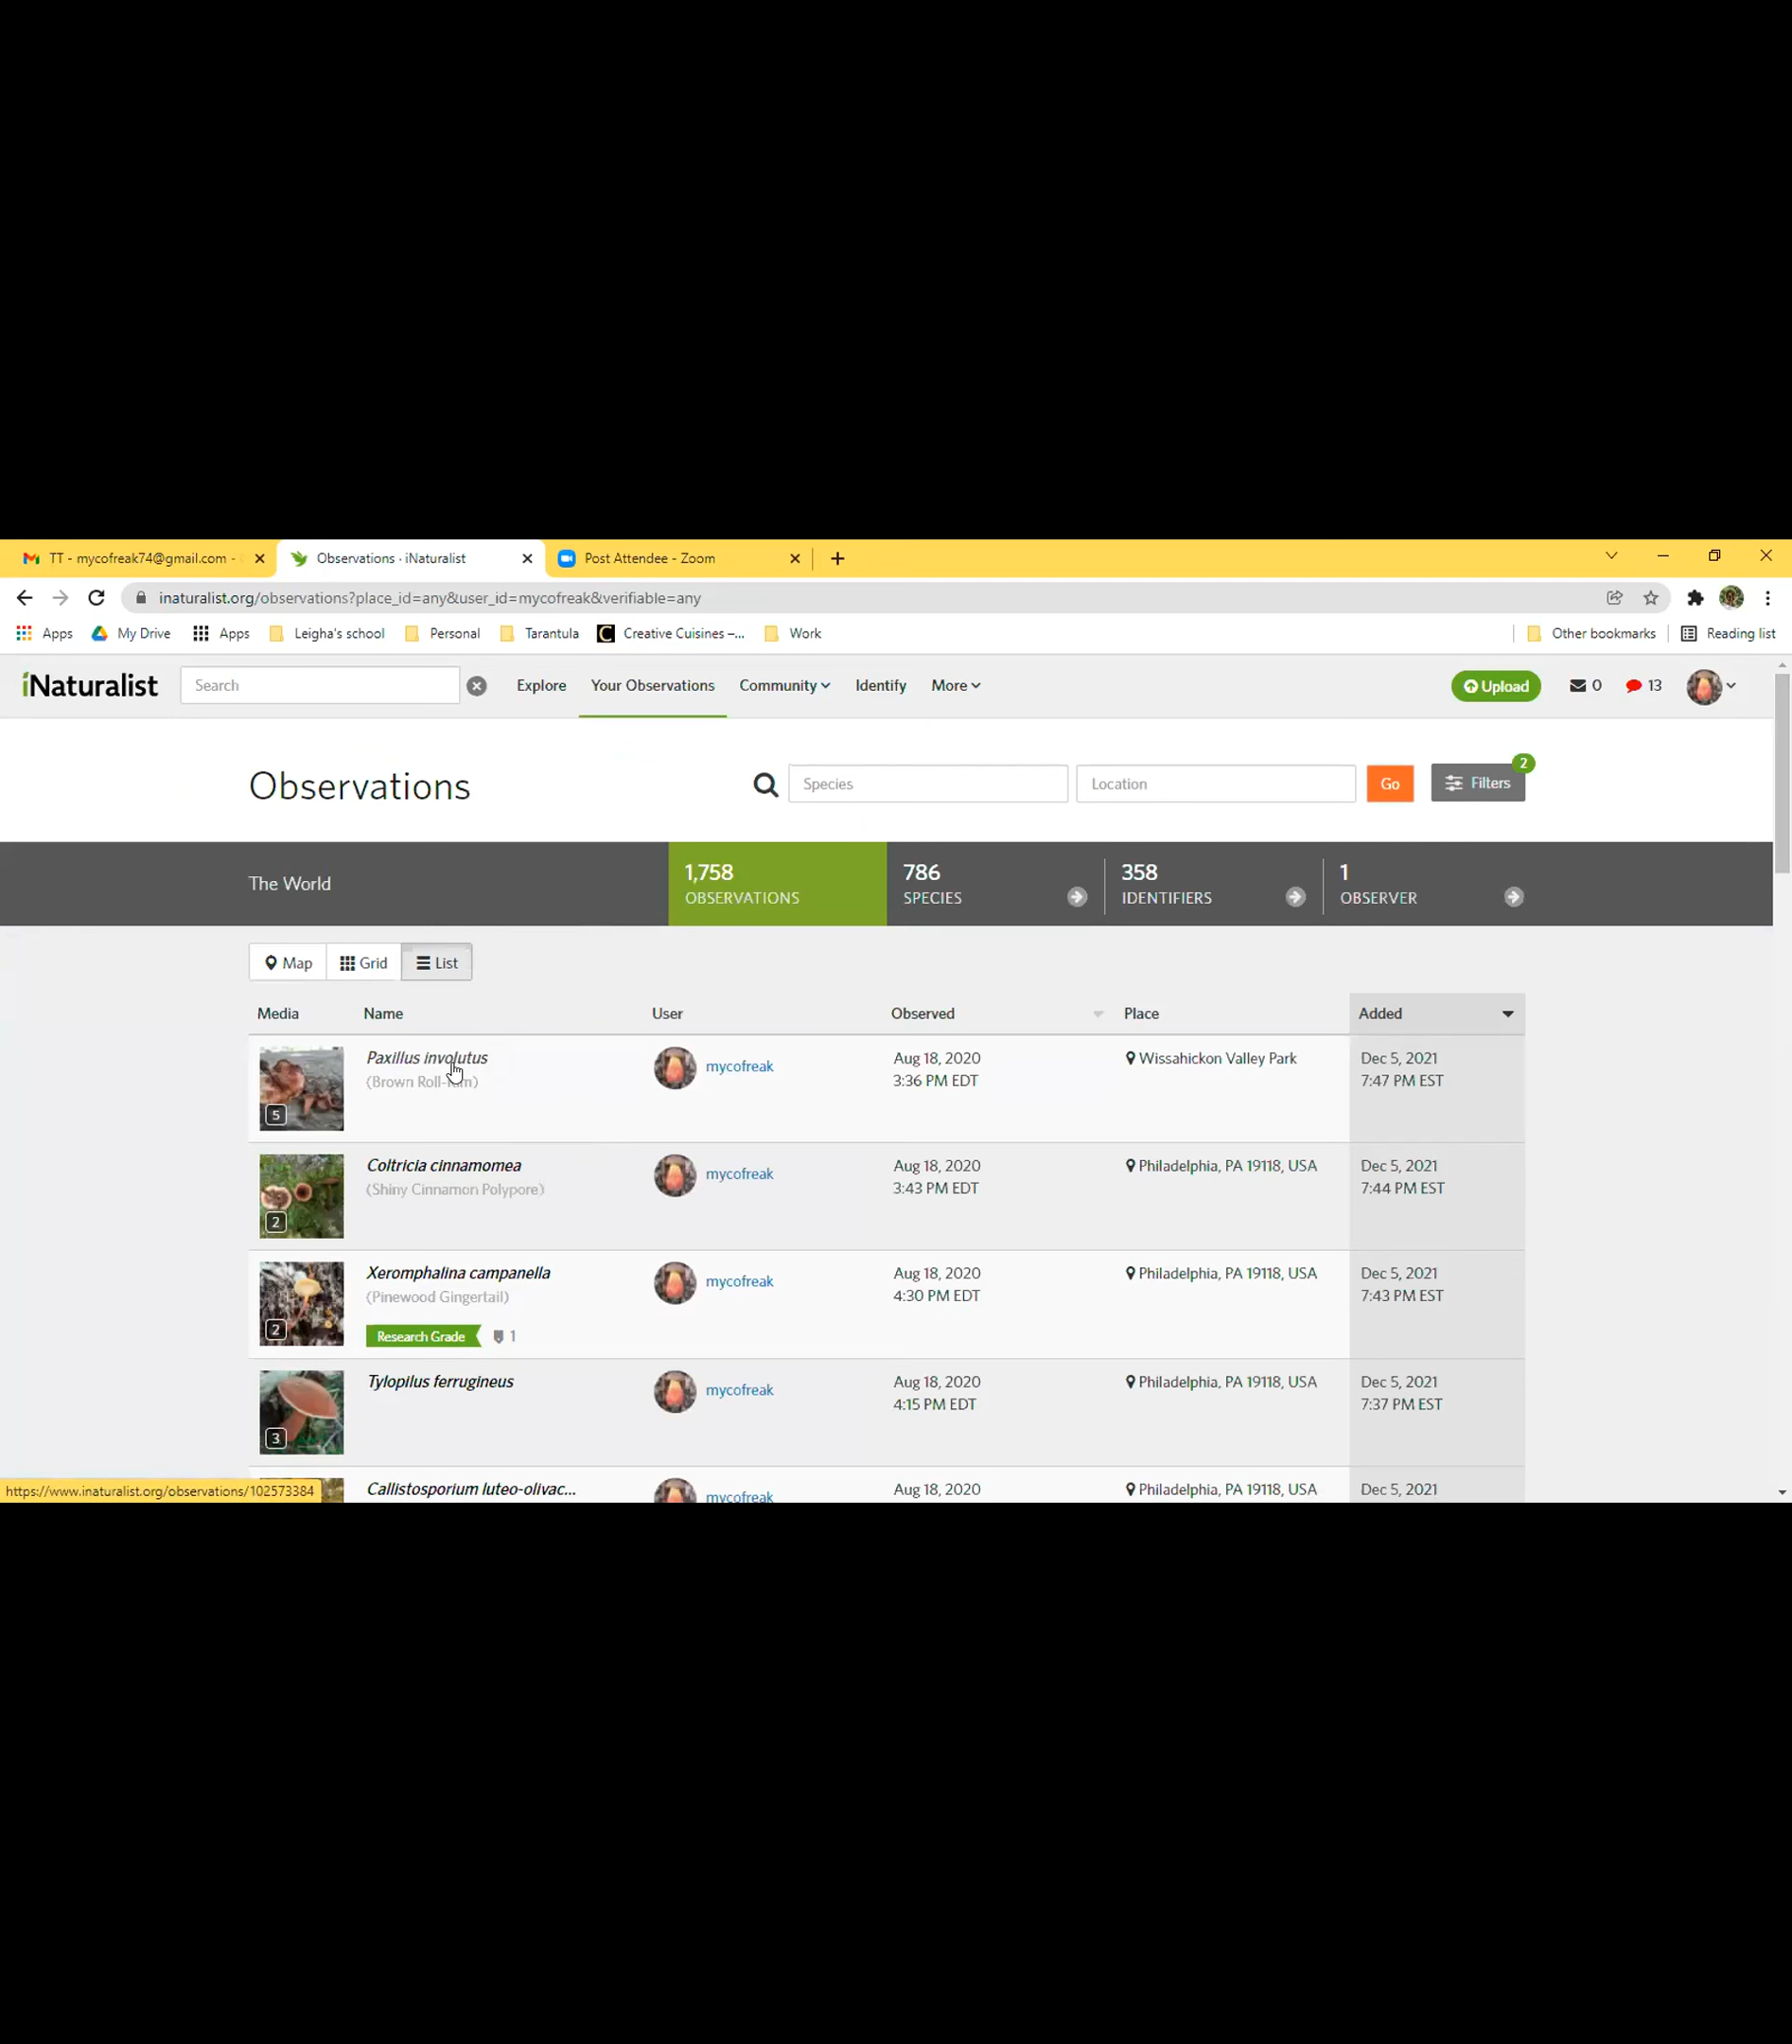 TT - mycofreak74@gmail.com -
Observations · iNaturalist
Post Attendee - Zoom
inaturalist.org/observations?place_id=any&user_id=mycofreak&verifiable=any
Apps My Drive Apps Leigha's school Personal Tarantula Creative Cuisines –... Work Other bookmarks Reading list
iNaturalist Search Explore Your Observations Community Identify More Upload 0 13
Observations Species Location Go Filters 2
The World
1,758 OBSERVATIONS
786 SPECIES
358 IDENTIFIERS
1 OBSERVER
Map Grid List
Media Name User Observed Place Added
Paxillus involutus mycofreak Aug 18, 2020 Wissahickon Valley Park Dec 5, 2021
(Brown Roll-Rim) 3:36 PM EDT 7:47 PM EST
5
Coltricia cinnamomea mycofreak Aug 18, 2020 Philadelphia, PA 19118, USA Dec 5, 2021
(Shiny Cinnamon Polypore) 3:43 PM EDT 7:44 PM EST
2
Xeromphalina campanella mycofreak Aug 18, 2020 Philadelphia, PA 19118, USA Dec 5, 2021
(Pinewood Gingertail) 4:30 PM EDT 7:43 PM EST
2 Research Grade 1
Tylopilus ferrugineus mycofreak Aug 18, 2020 Philadelphia, PA 19118, USA Dec 5, 2021
4:15 PM EDT 7:37 PM EST
3
Callistosporium luteo-olivac... mycofreak Aug 18, 2020 Philadelphia, PA 19118, USA Dec 5, 2021
https://www.inaturalist.org/observations/102573384